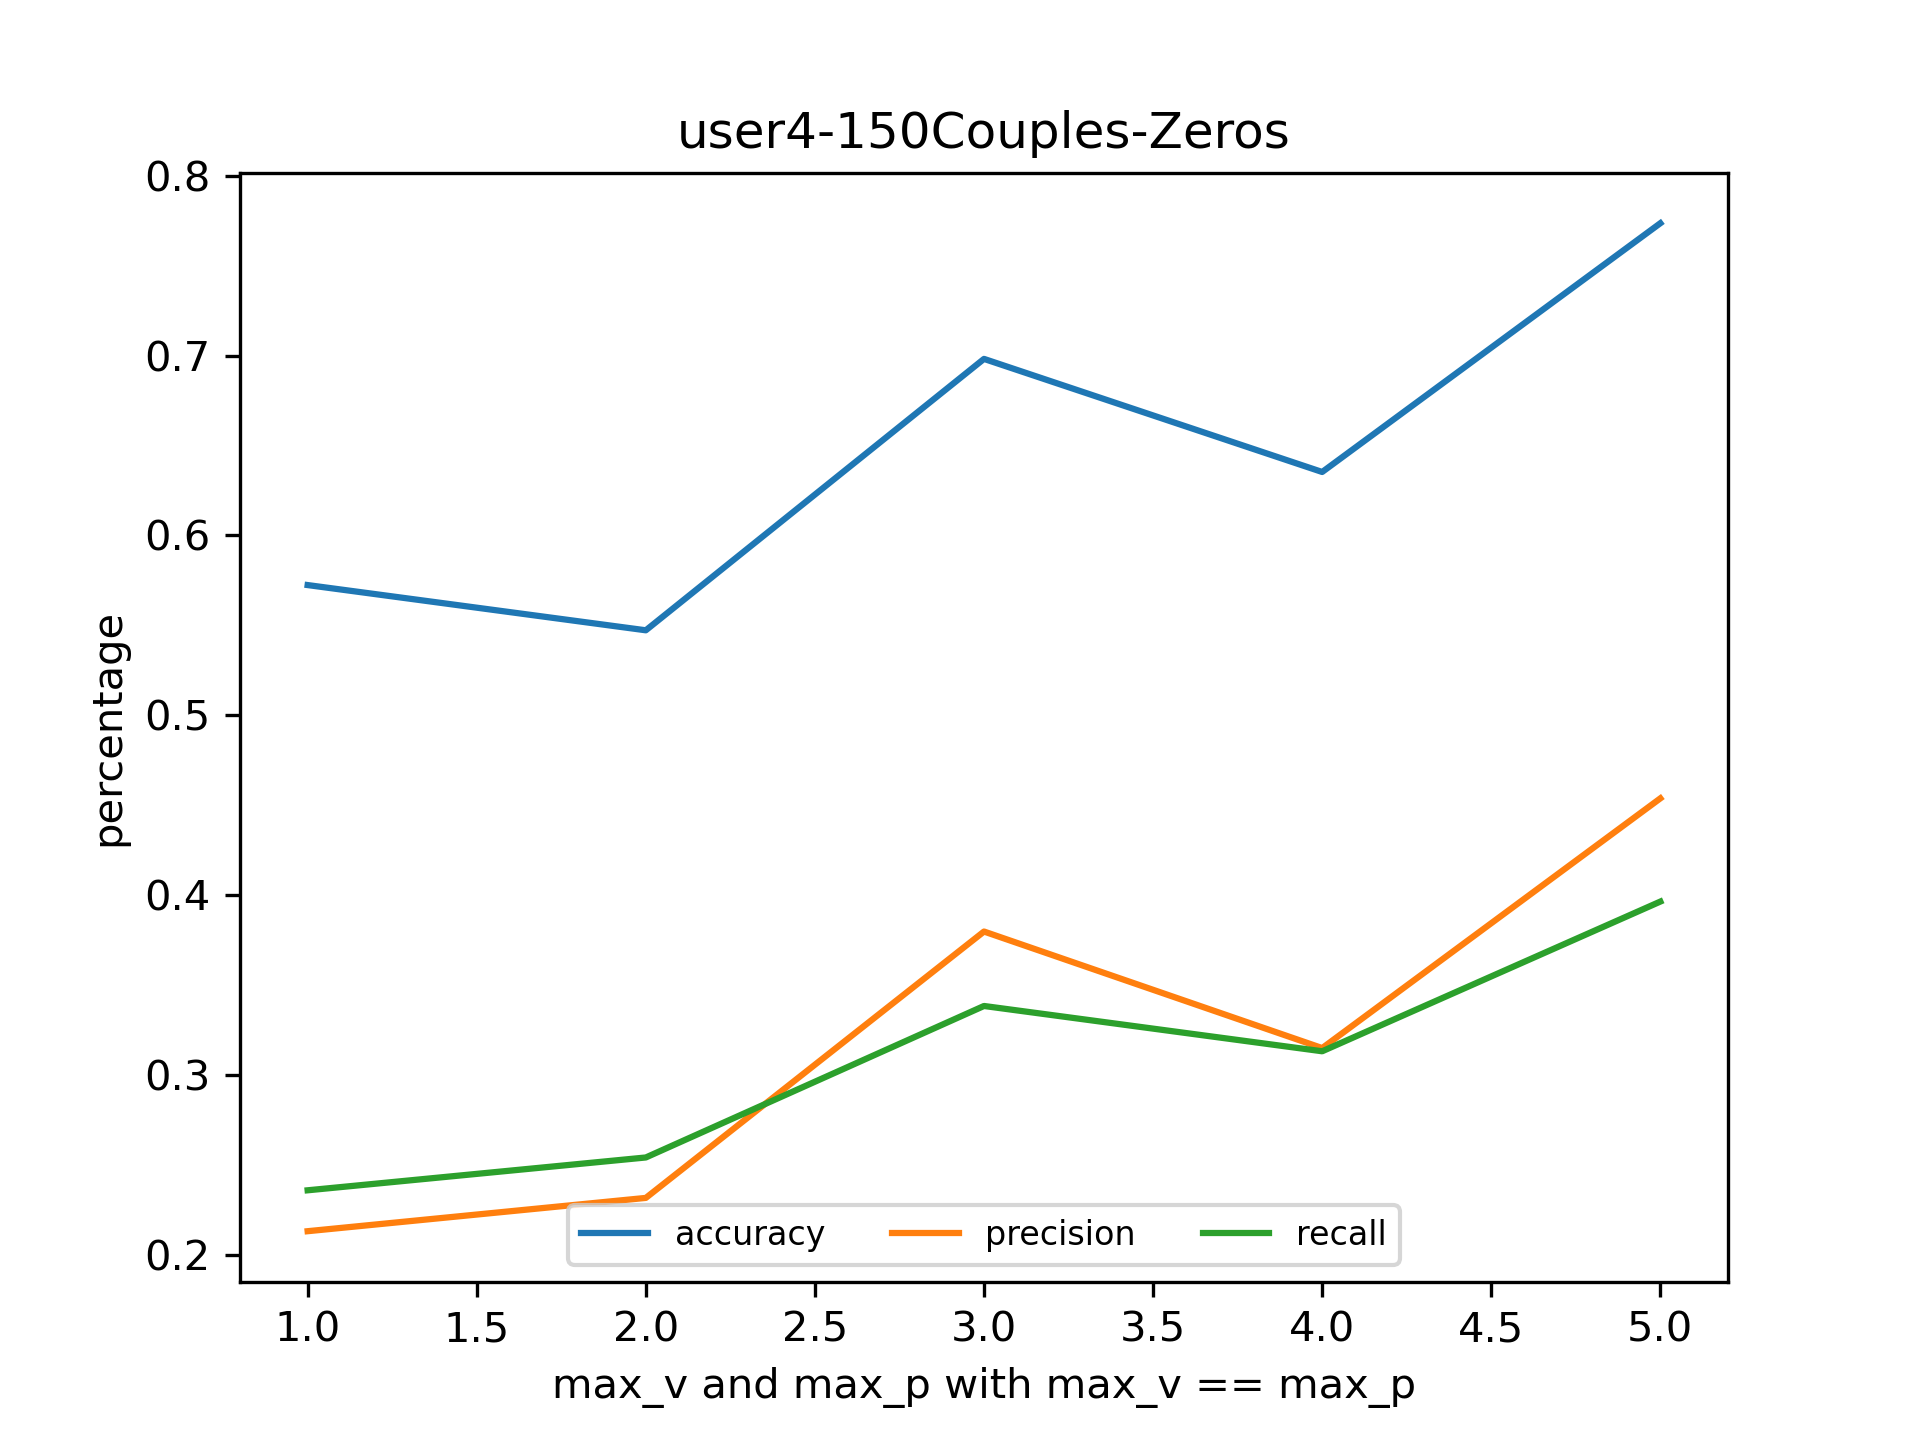 user4-150Couples-Zeros
percentage
0.8
0.7
0.6
0.5
0.4
0.3
0.2
accuracy precision recall
1.0 1.5 2.0 2.5 3.0 3.5 4.0 4.5 5.0
max_v and max_p with max_v == max_p